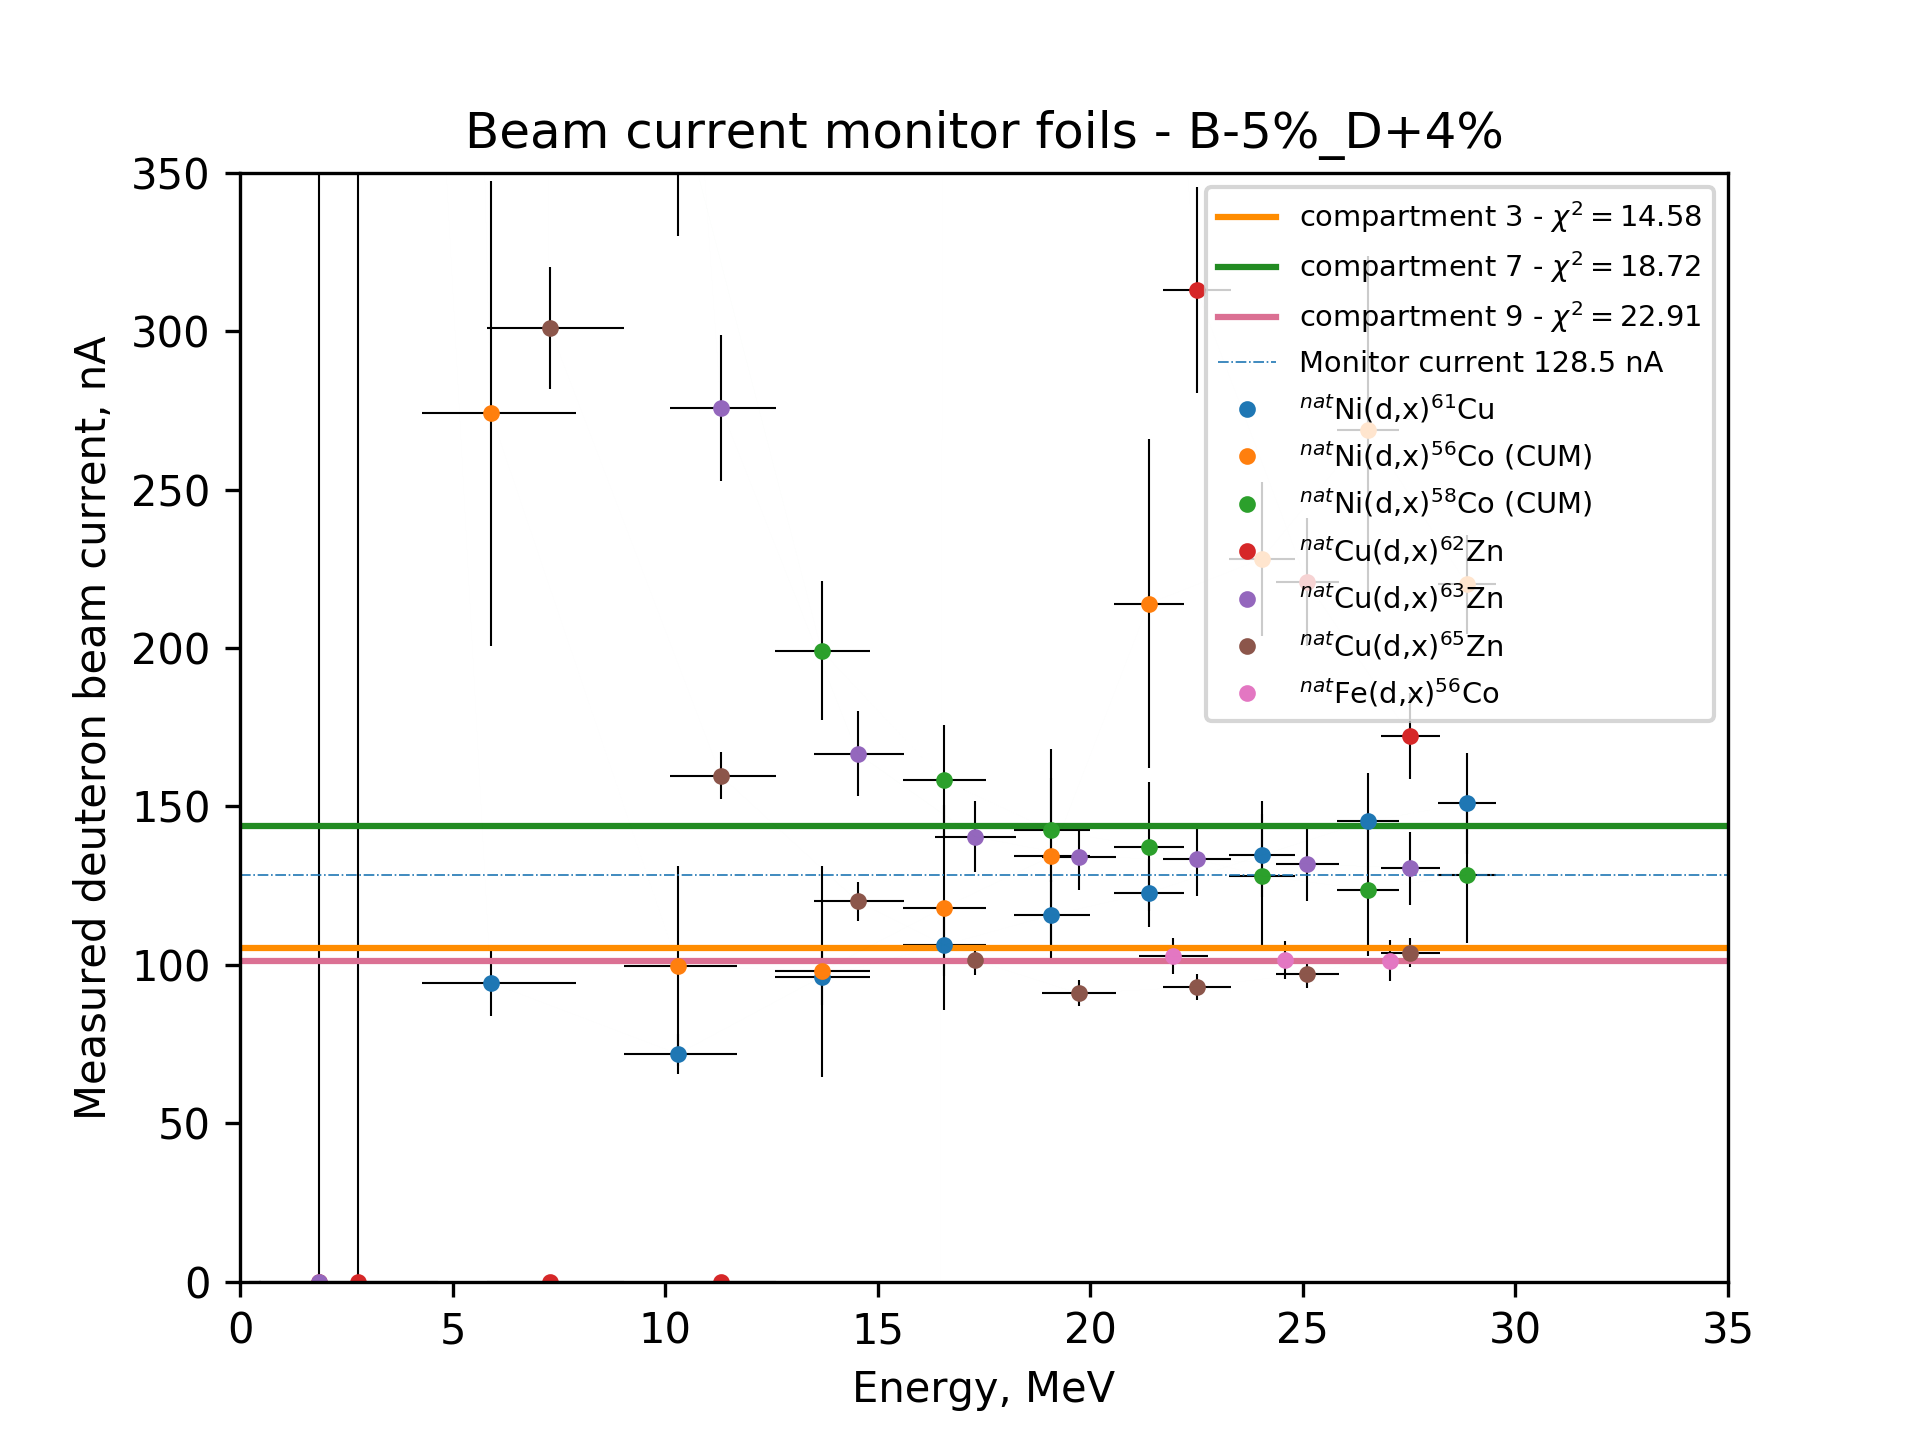 Beam current monitor foils - B-5%_D+4%
Measured deuteron beam current, nA
350
300
250
200
150
100
50
0
compartment 3 - χ² = 14.58
compartment 7 - χ² = 18.72
compartment 9 - χ² = 22.91
Monitor current 128.5 nA
ⁿᵃᵗNi(d,x)⁶¹Cu
ⁿᵃᵗNi(d,x)⁵⁶Co (CUM)
ⁿᵃᵗNi(d,x)⁵⁸Co (CUM)
ⁿᵃᵗCu(d,x)⁶²Zn
ⁿᵃᵗCu(d,x)⁶³Zn
ⁿᵃᵗCu(d,x)⁶⁵Zn
ⁿᵃᵗFe(d,x)⁵⁶Co
0 5 10 15 20 25 30 35
Energy, MeV